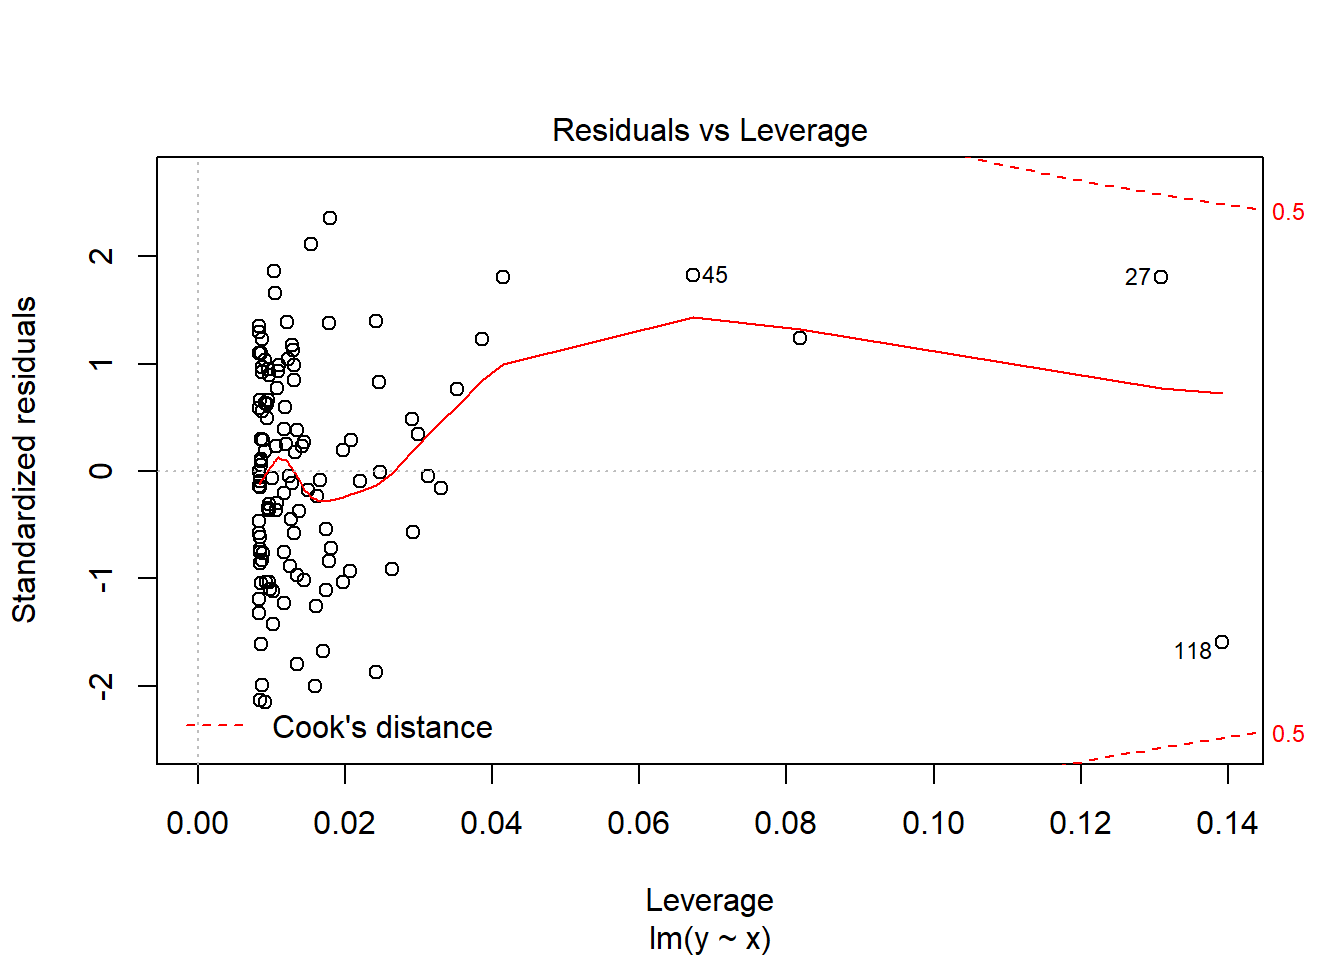 Residuals vs Leverage
Standardized residuals
2
1
0
-1
-2
0.5
45
27
118
0.5
Cook's distance
0.00 0.02 0.04 0.06 0.08 0.10 0.12 0.14
Leverage
lm(y ~ x)